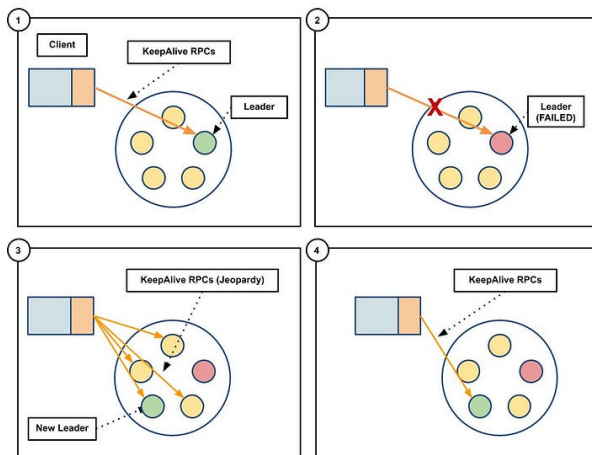 1
Client
KeepAlive RPCs
Leader
2
X
Leader
(FAILED)
3
KeepAlive RPCs (Jeopardy)
New Leader
4
KeepAlive RPCs